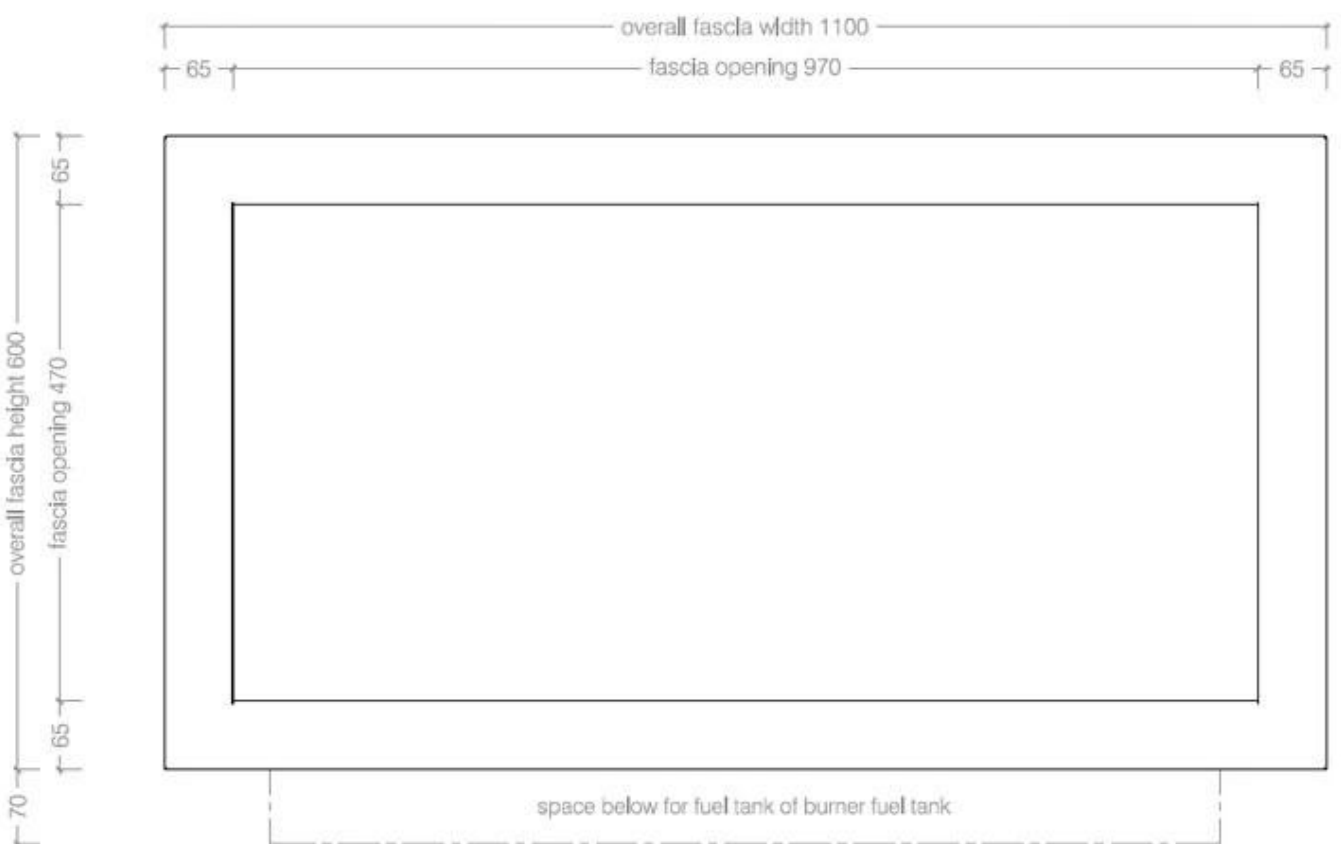 overall fascia width 1100
65
fascia opening 970
65
65
overall fascia height 600
fascia opening 470
65
70
space below for fuel tank of burner fuel tank